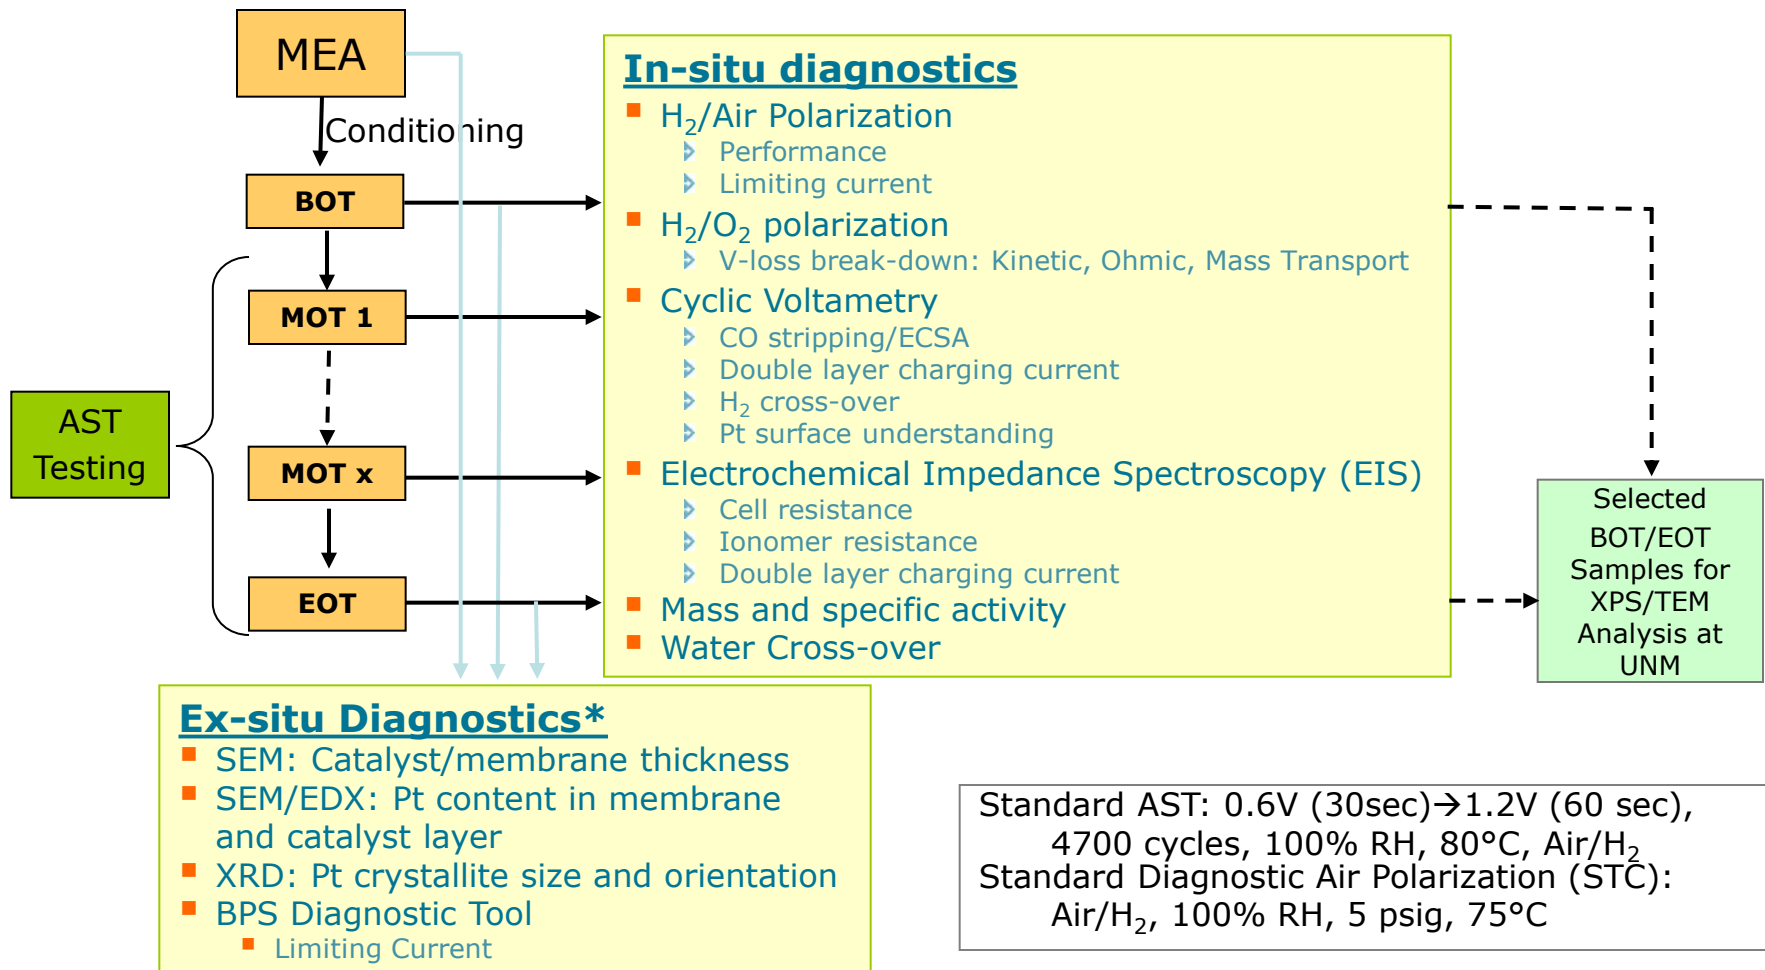 MEA
Conditioning
BOT
MOT 1
MOT x
EOT
AST
Testing
In-situ diagnostics
H₂/Air Polarization
Performance
Limiting current
H₂/O₂ polarization
V-loss break-down: Kinetic, Ohmic, Mass Transport
Cyclic Voltametry
CO stripping/ECSA
Double layer charging current
H₂ cross-over
Pt surface understanding
Electrochemical Impedance Spectroscopy (EIS)
Cell resistance
Ionomer resistance
Double layer charging current
Mass and specific activity
Water Cross-over
Selected
BOT/EOT
Samples for
XPS/TEM
Analysis at
UNM
Ex-situ Diagnostics*
SEM: Catalyst/membrane thickness
SEM/EDX: Pt content in membrane
and catalyst layer
XRD: Pt crystallite size and orientation
BPS Diagnostic Tool
Limiting Current
Standard AST: 0.6V (30sec)→1.2V (60 sec),
4700 cycles, 100% RH, 80°C, Air/H₂
Standard Diagnostic Air Polarization (STC):
Air/H₂, 100% RH, 5 psig, 75°C